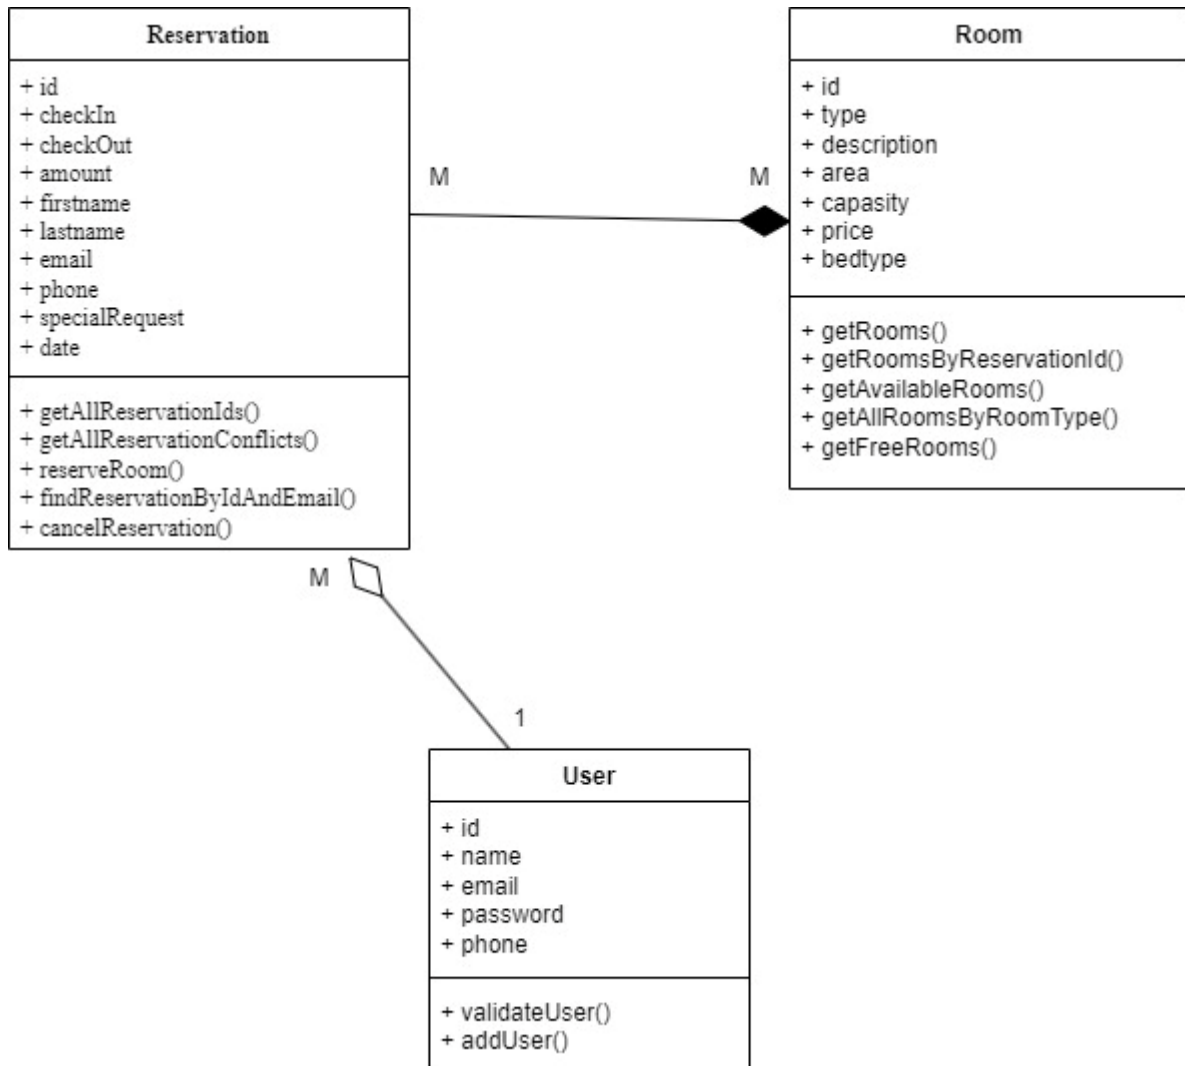 Reservation
+ id
+ checkIn
+ checkOut
+ amount
+ firstname
+ lastname
+ email
+ phone
+ specialRequest
+ date
+ getAllReservationIds()
+ getAllReservationConflicts()
+ reserveRoom()
+ findReservationByIdAndEmail()
+ cancelReservation()
M
M
Room
+ id
+ type
+ description
+ area
+ capasity
+ price
+ bedtype
+ getRooms()
+ getRoomsByReservationId()
+ getAvailableRooms()
+ getAllRoomsByRoomType()
+ getFreeRooms()
M
1
User
+ id
+ name
+ email
+ password
+ phone
+ validateUser()
+ addUser()